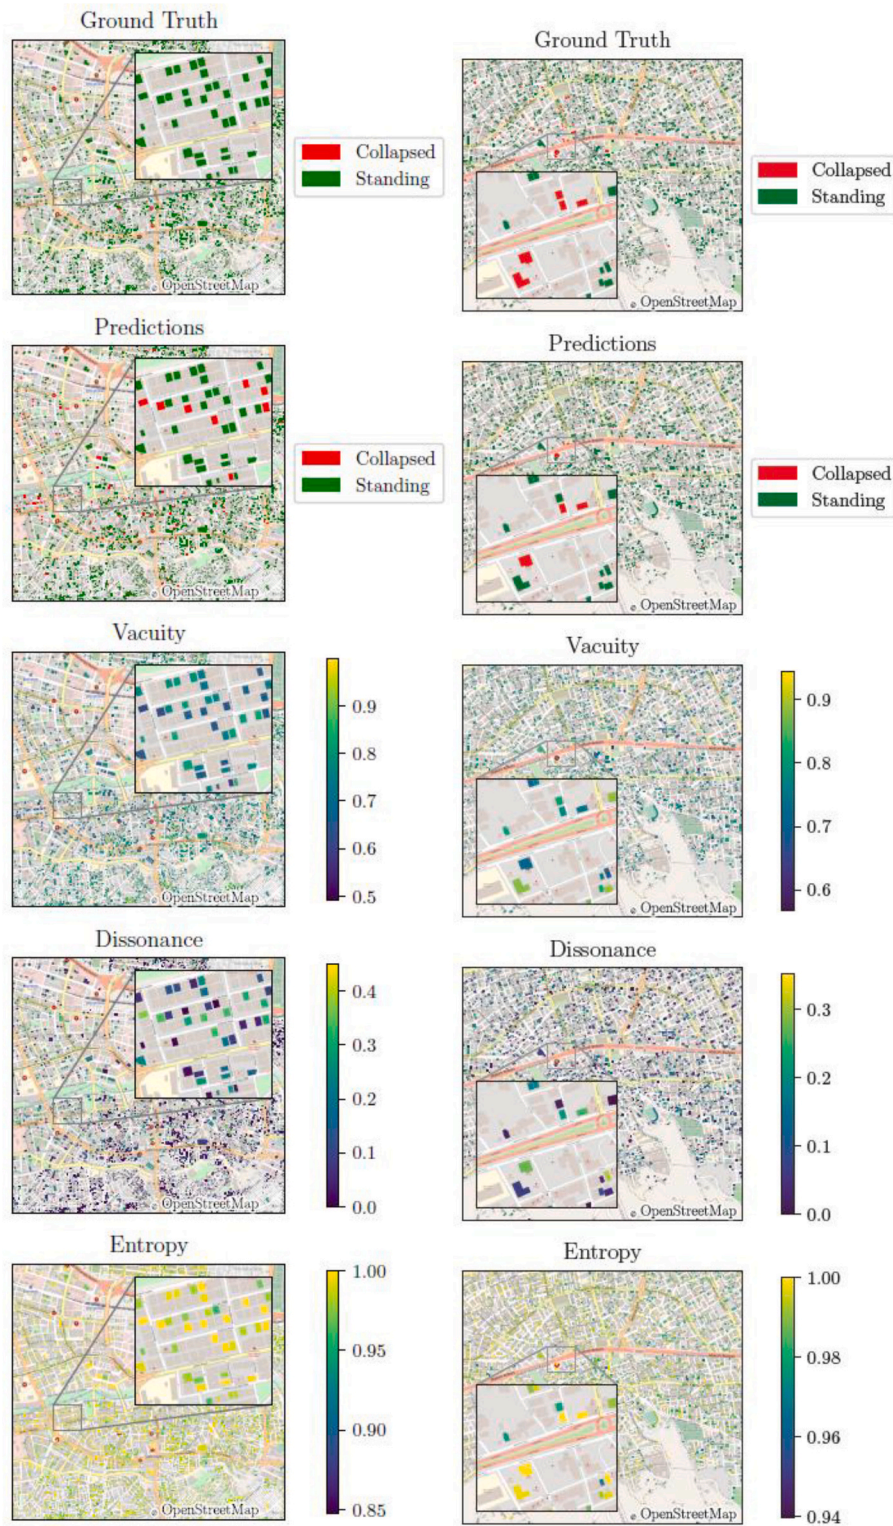 Ground Truth
© OpenStreetMap
Collapsed
Standing
Predictions
© OpenStreetMap
Collapsed
Standing
Vacuity
© OpenStreetMap
0.9
0.8
0.7
0.6
0.5
Dissonance
© OpenStreetMap
0.4
0.3
0.2
0.1
0.0
Entropy
© OpenStreetMap
1.00
0.95
0.90
0.85
Ground Truth
© OpenStreetMap
Collapsed
Standing
Predictions
© OpenStreetMap
Collapsed
Standing
Vacuity
© OpenStreetMap
0.9
0.8
0.7
0.6
Dissonance
© OpenStreetMap
0.3
0.2
0.1
0.0
Entropy
© OpenStreetMap
1.00
0.98
0.96
0.94